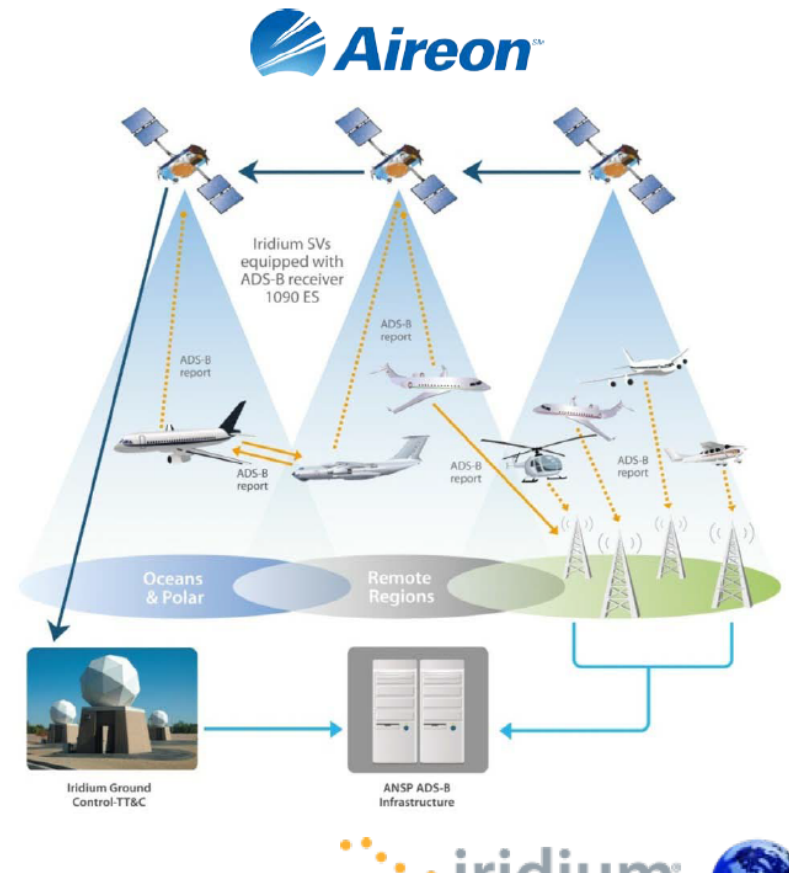 Aireon SM
Iridium SVs
equipped with
ADS-B receiver
1090 ES
ADS-B
report
ADS-B
report
ADS-B
report
ADS-B
report
ADS-B
report
Oceans
& Polar
Remote
Regions
Iridium Ground
Control-TT&C
ANSP ADS-B
Infrastructure
iridium